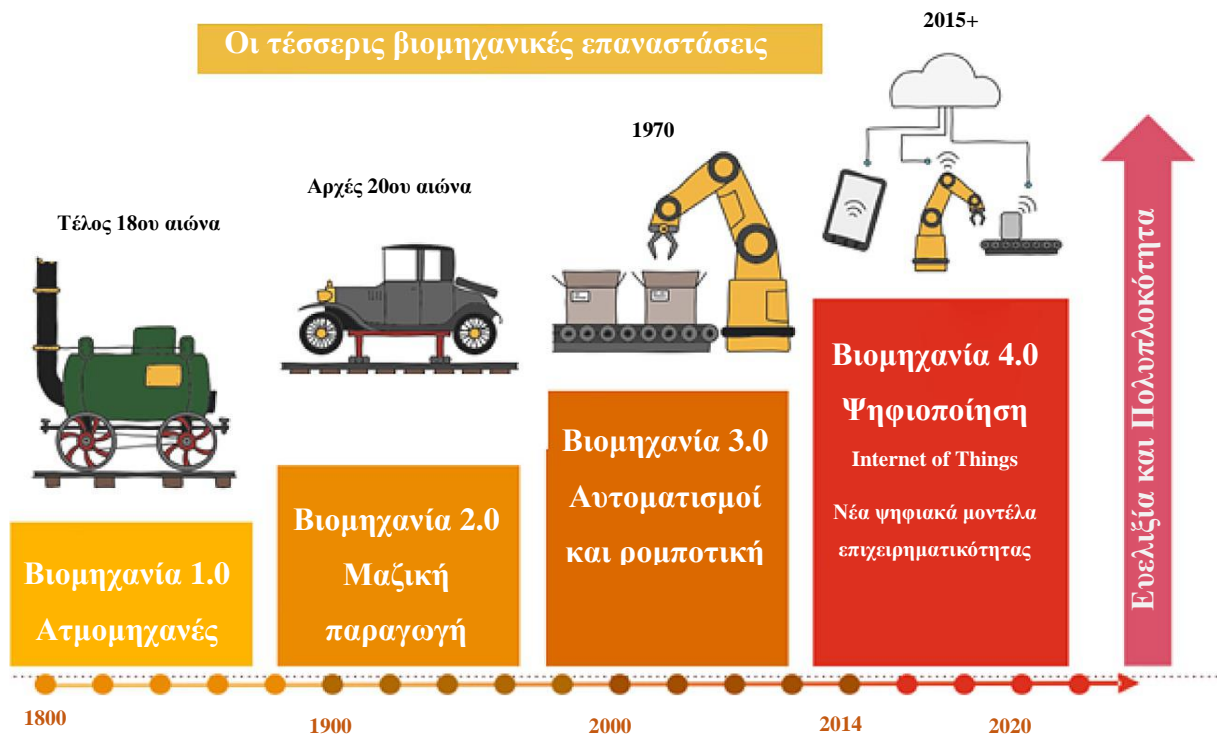 Οι τέσσερις βιομηχανικές επαναστάσεις
2015+
1970
Αρχές 20ου αιώνα
Τέλος 18ου αιώνα
Βιομηχανία 1.0
Ατμομηχανές
Βιομηχανία 2.0
Μαζική
παραγωγή
Βιομηχανία 3.0
Αυτοματισμοί
και ρομποτική
Βιομηχανία 4.0
Ψηφιοποίηση
Internet of Things
Νέα ψηφιακά μοντέλα
επιχειρηματικότητας
Ευελιξία και Πολυπλοκότητα
1800
1900
2000
2014
2020